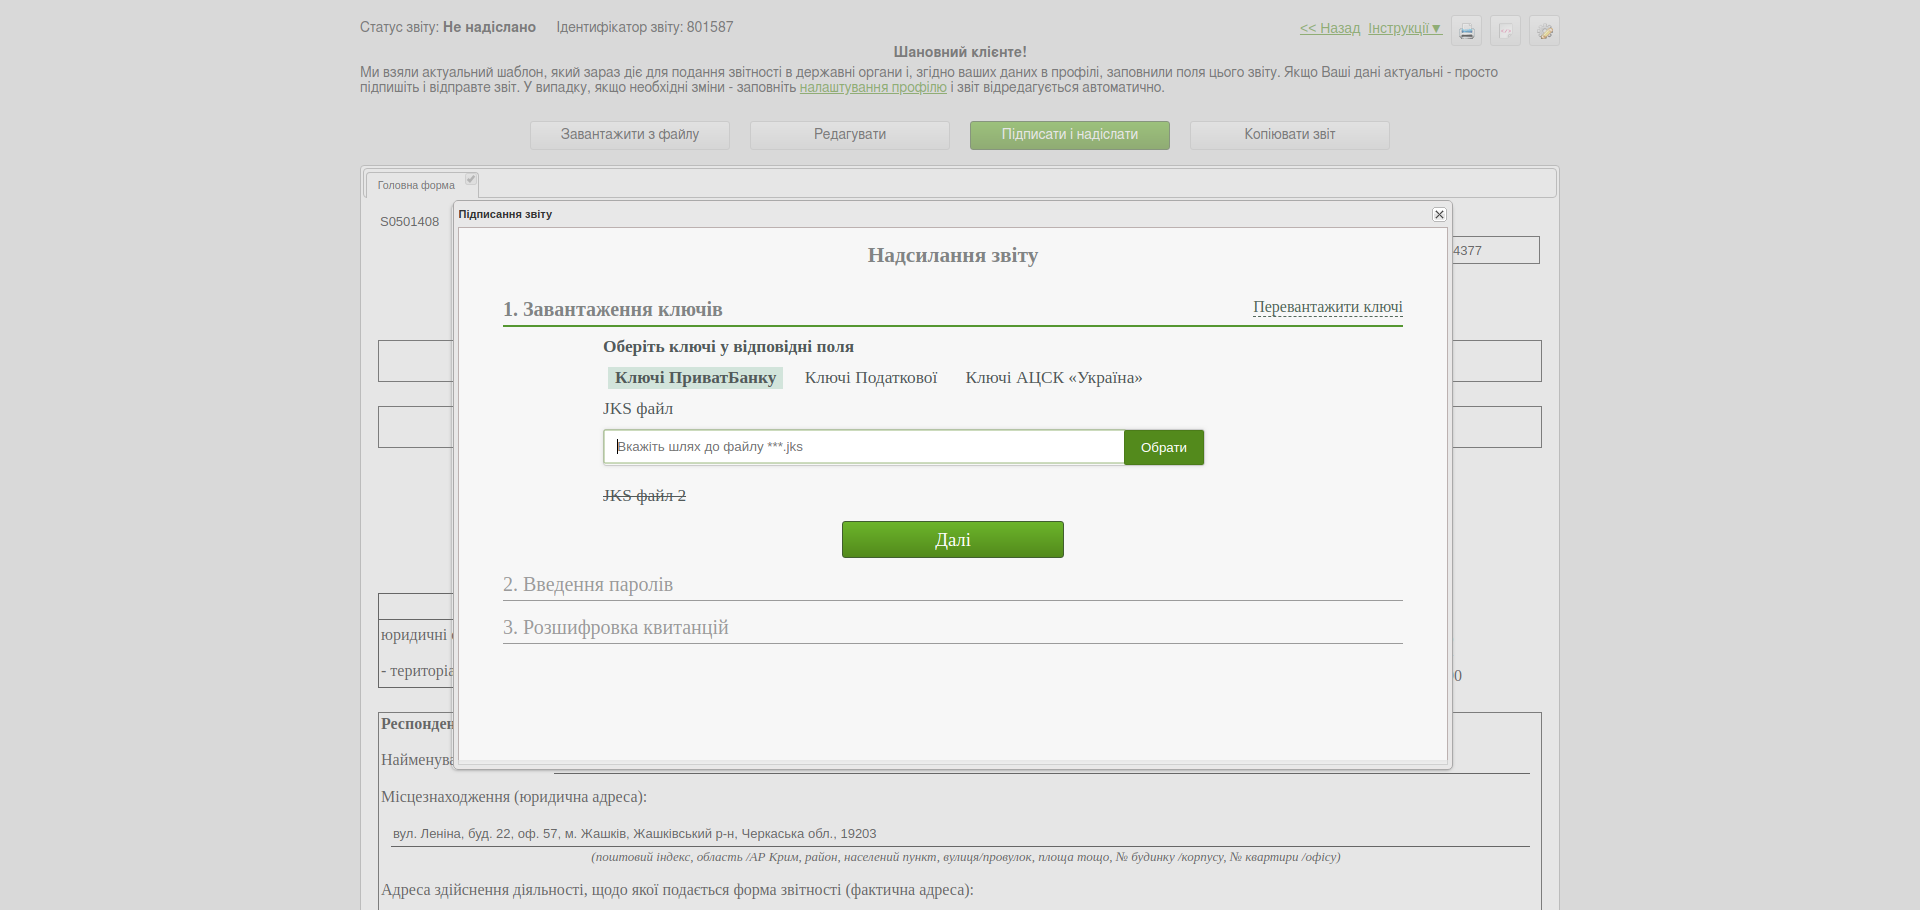 Статус звіту: Не надіслано Ідентифікатор звіту: 801587
<< Назад Інструкції▼
Шановний клієнте!
Ми взяли актуальний шаблон, який зараз діє для подання звітності в державні органи і, згідно ваших даних в профілі, заповнили поля цього звіту. Якщо Ваші дані актуальні - просто
підпишіть і відправте звіт. У випадку, якщо необхідні зміни - заповніть налаштування профілю і звіт відредагується автоматично.
Завантажити з файлу Редагувати Підписати і надіслати Копіювати звіт
Головна форма
S0501408
4377
Підписання звіту
Надсилання звіту
1. Завантаження ключів Перевантажити ключі
Оберіть ключі у відповідні поля
Ключі ПриватБанку Ключі Податкової Ключі АЦСК «Україна»
JKS файл
Вкажіть шлях до файлу ***.jks Обрати
JKS файл 2
Далі
2. Введення паролів
3. Розшифровка квитанцій
юридичні
- територіа
0
Респонден
Найменува
Місцезнаходження (юридична адреса):
вул. Леніна, буд. 22, оф. 57, м. Жашків, Жашківський р-н, Черкаська обл., 19203
(поштовий індекс, область /АР Крим, район, населений пункт, вулиця/провулок, площа тощо, № будинку /корпусу, № квартири /офісу)
Адреса здійснення діяльності, щодо якої подається форма звітності (фактична адреса):